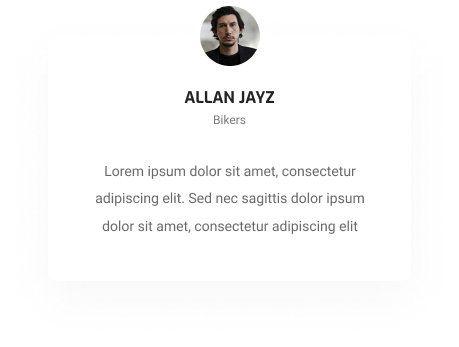 ALLAN JAYZ
Bikers
Lorem ipsum dolor sit amet, consectetur
adipiscing elit. Sed nec sagittis dolor ipsum
dolor sit amet, consectetur adipiscing elit